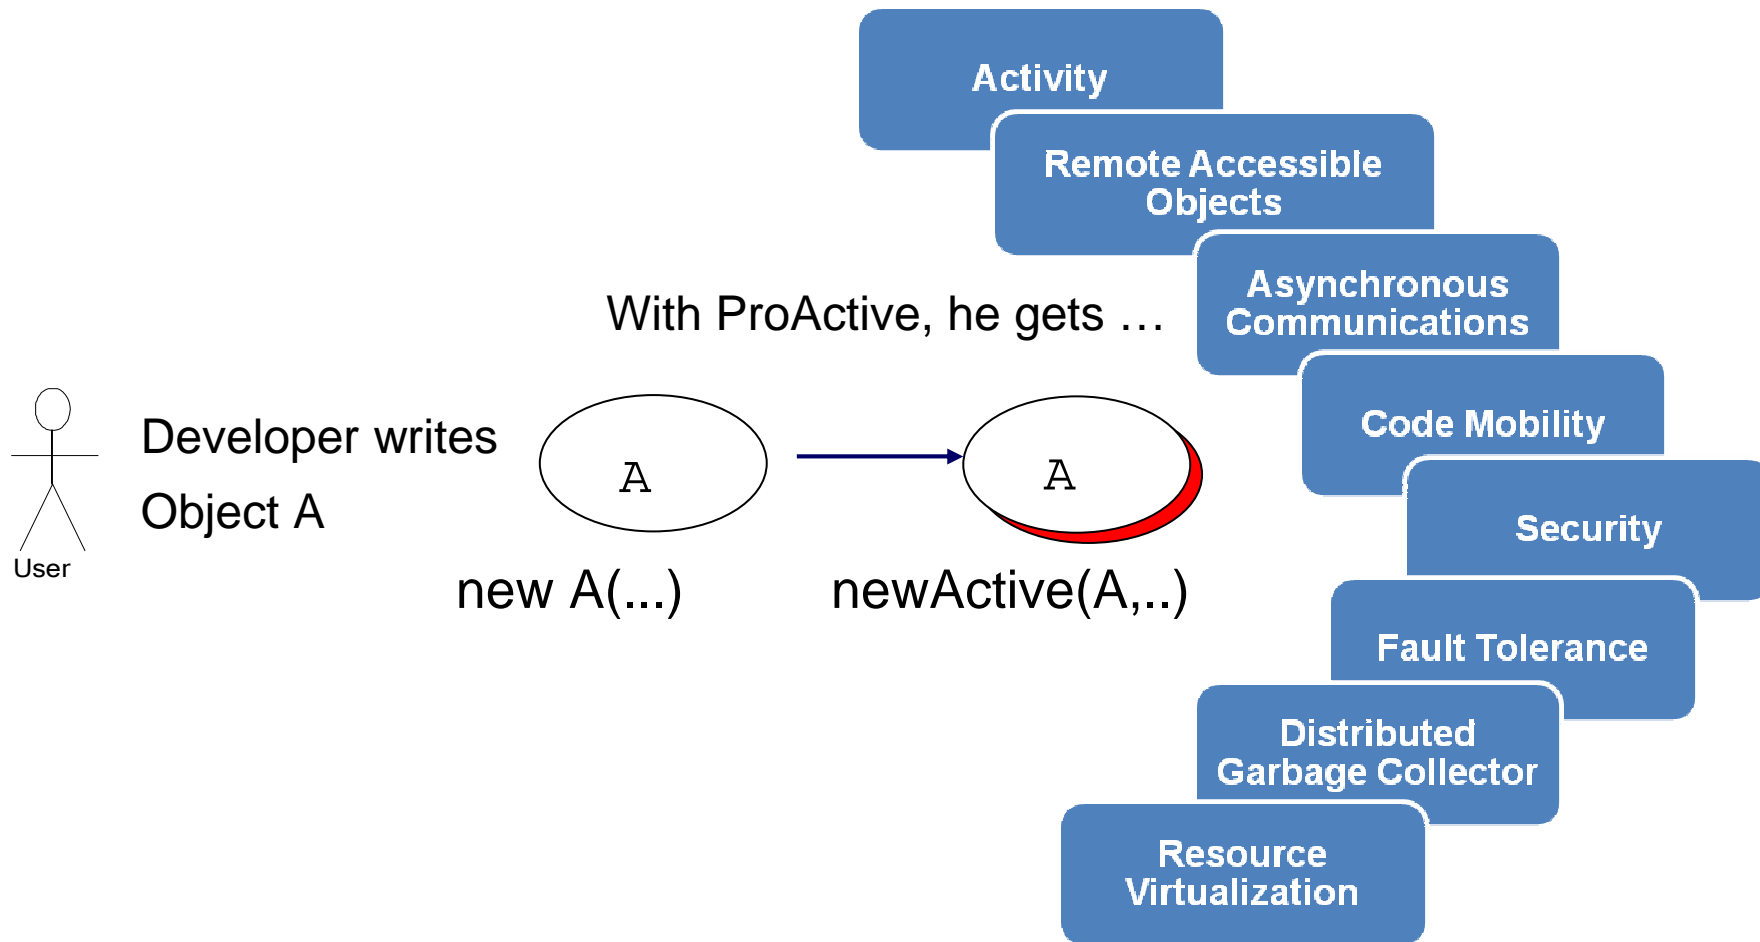 Activity
Remote Accessible
Objects
Asynchronous
Communications
With ProActive, he gets …
Code Mobility
Developer writes
Object A
A
A
Security
User
new A(...)
newActive(A,..)
Fault Tolerance
Distributed
Garbage Collector
Resource
Virtualization